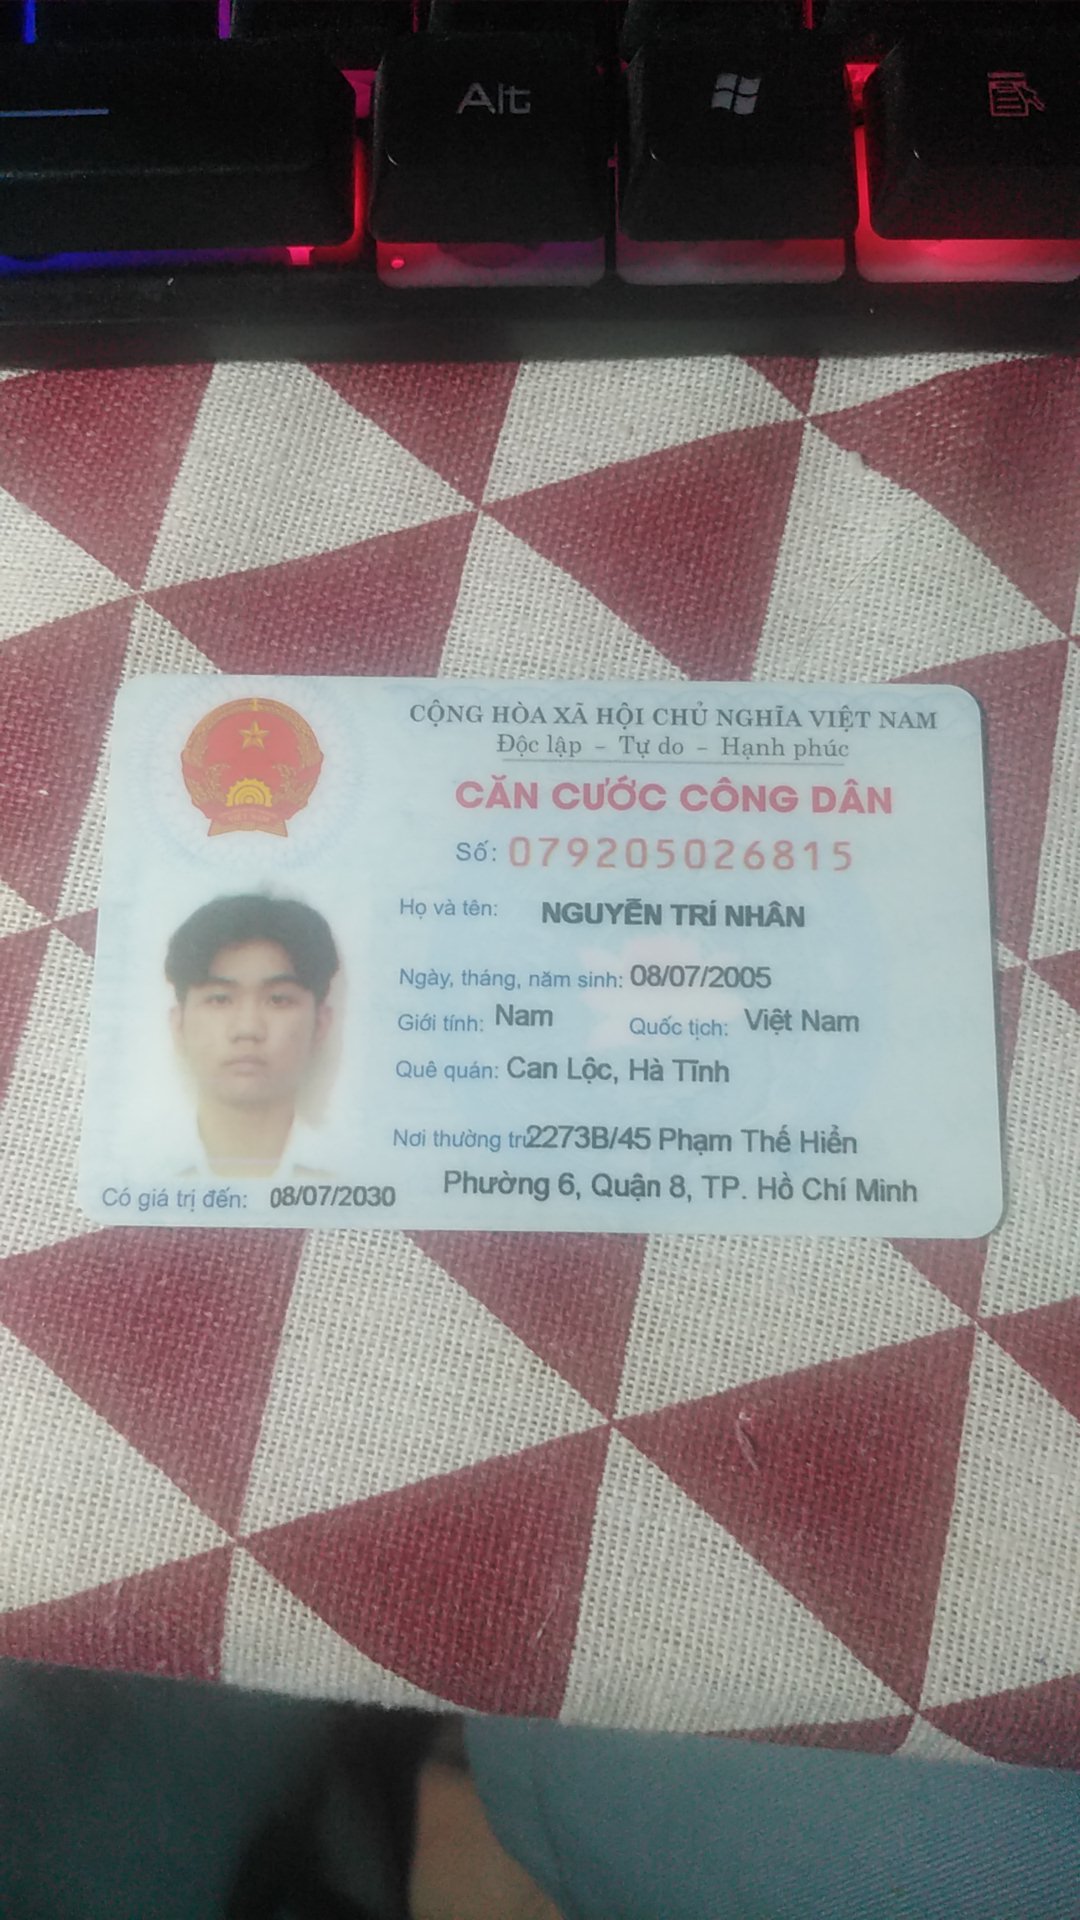 Alt
CỘNG HÒA XÃ HỘI CHỦ NGHĨA VIỆT NAM
Độc lập - Tự do - Hạnh phúc
CĂN CƯỚC CÔNG DÂN
Số: 079205026815
Họ và tên: NGUYỄN TRÍ NHÂN
Ngày, tháng, năm sinh: 08/07/2005
Giới tính: Nam Quốc tịch: Việt Nam
Quê quán: Can Lộc, Hà Tĩnh
Nơi thường trú: 2273B/45 Phạm Thế Hiển
Phường 6, Quận 8, TP. Hồ Chí Minh
Có giá trị đến: 08/07/2030